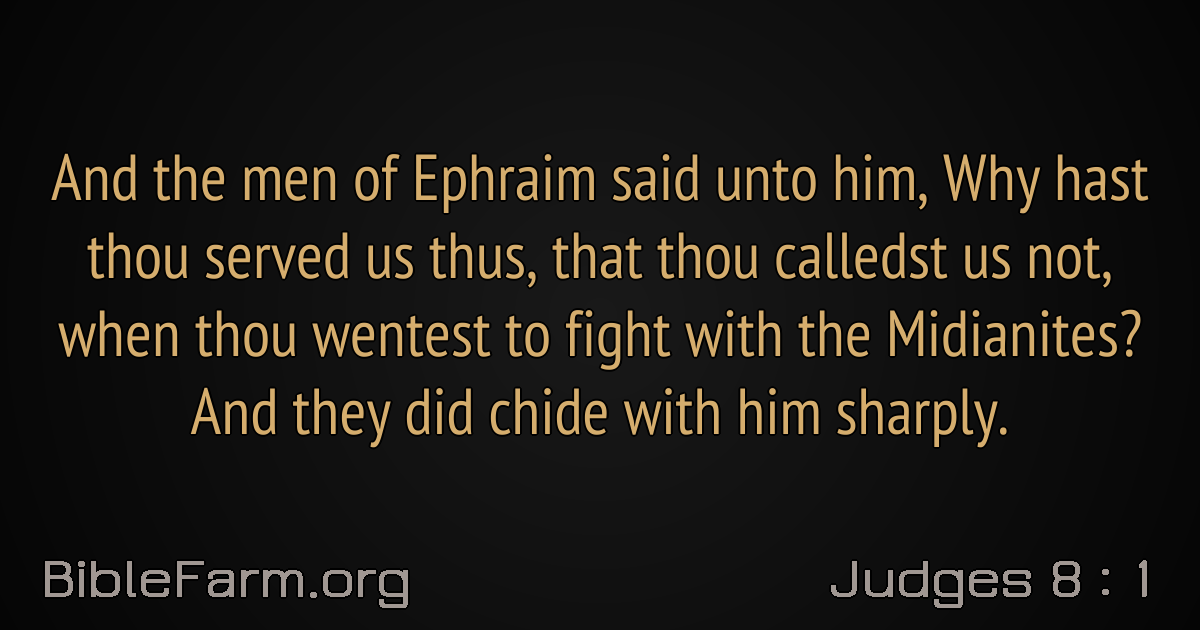 And the men of Ephraim said unto him, Why hast
thou served us thus, that thou calledst us not,
when thou wentest to fight with the Midianites?
And they did chide with him sharply.
BibleFarm.org
Judges 8 : 1